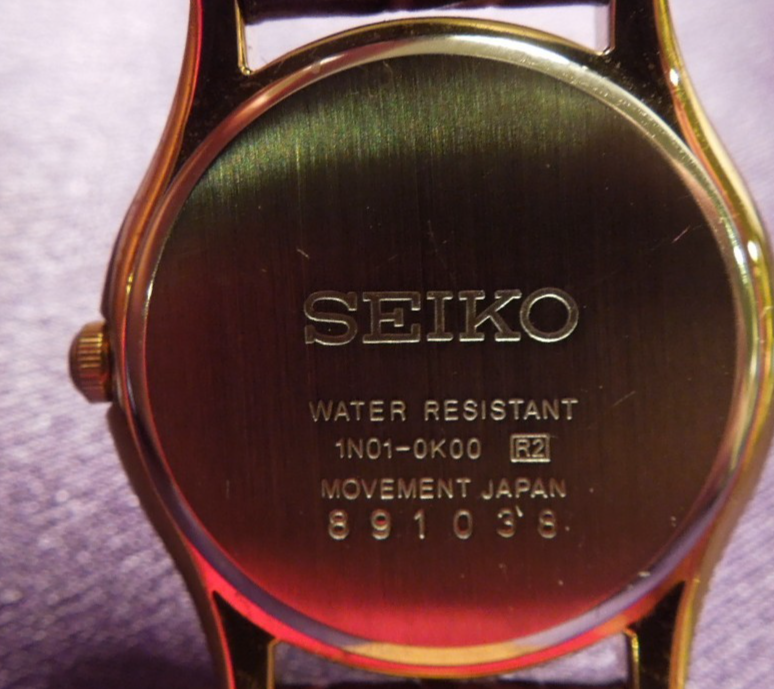 SEIKO
WATER RESISTANT
1N01-0K00 R2
MOVEMENT JAPAN
891038